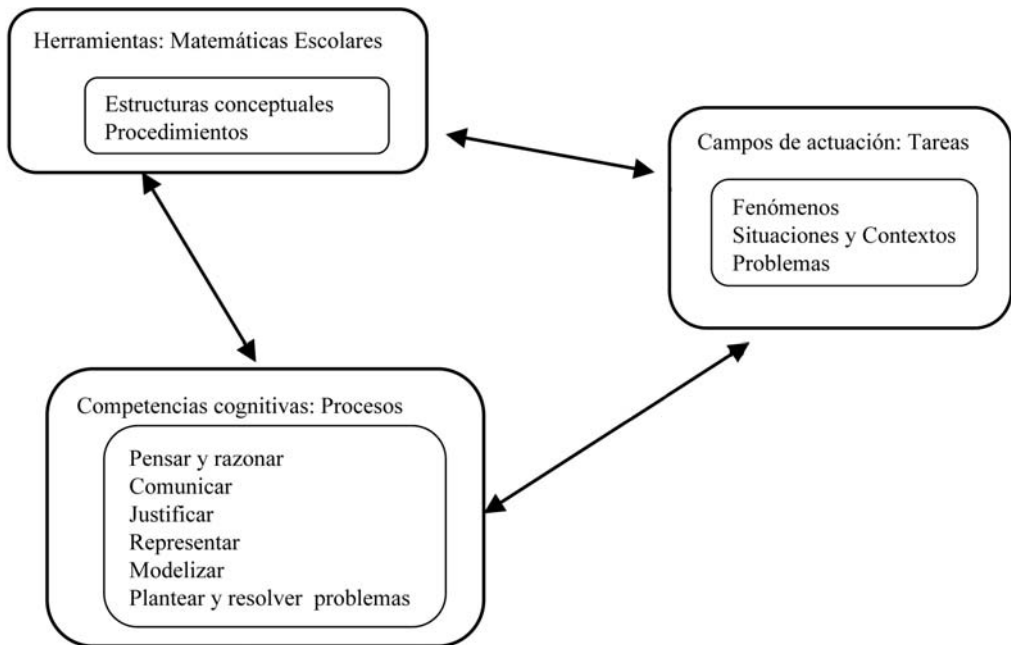 Herramientas: Matemáticas Escolares
Estructuras conceptuales
Procedimientos
Campos de actuación: Tareas
Fenómenos
Situaciones y Contextos
Problemas
Competencias cognitivas: Procesos
Pensar y razonar
Comunicar
Justificar
Representar
Modelizar
Plantear y resolver problemas